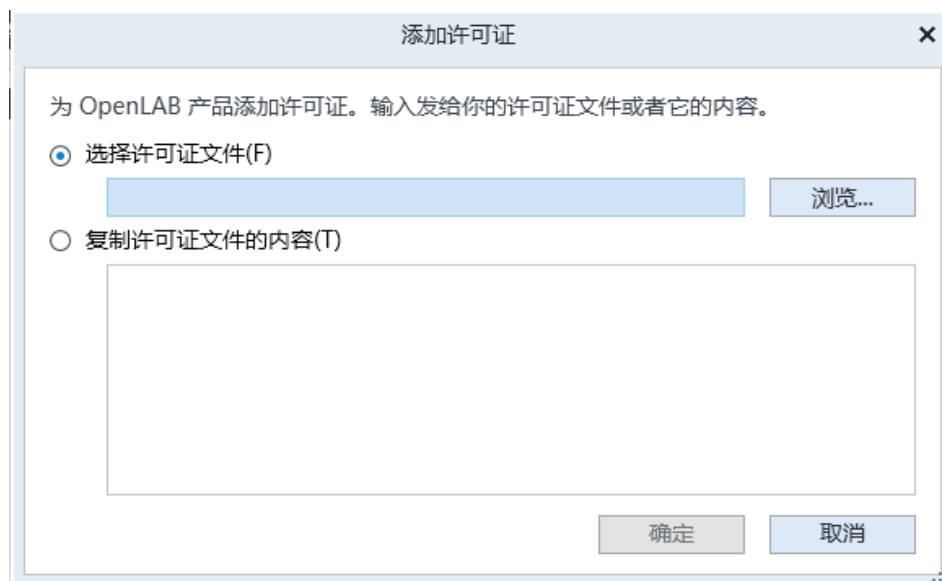 添加许可证
为 OpenLAB 产品添加许可证。输入发给你的许可证文件或者它的内容。
选择许可证文件(F)
浏览...
复制许可证文件的内容(T)
确定
取消